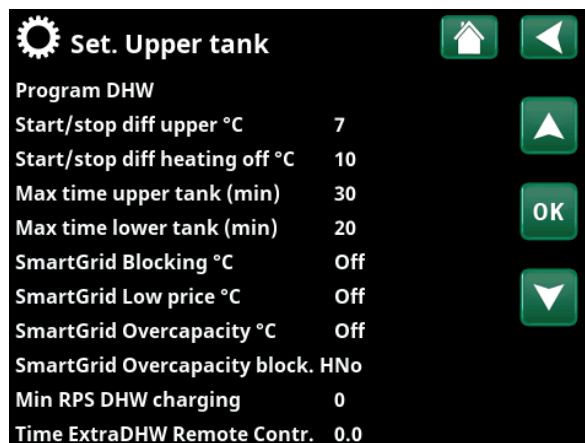 Set. Upper tank
Program DHW
Start/stop diff upper °C 7
Start/stop diff heating off °C 10
Max time upper tank (min) 30
Max time lower tank (min) 20
OK
SmartGrid Blocking °C Off
SmartGrid Low price °C Off
SmartGrid Overcapacity °C Off
SmartGrid Overcapacity block. HNo
Min RPS DHW charging 0
Time ExtraDHW Remote Contr. 0.0